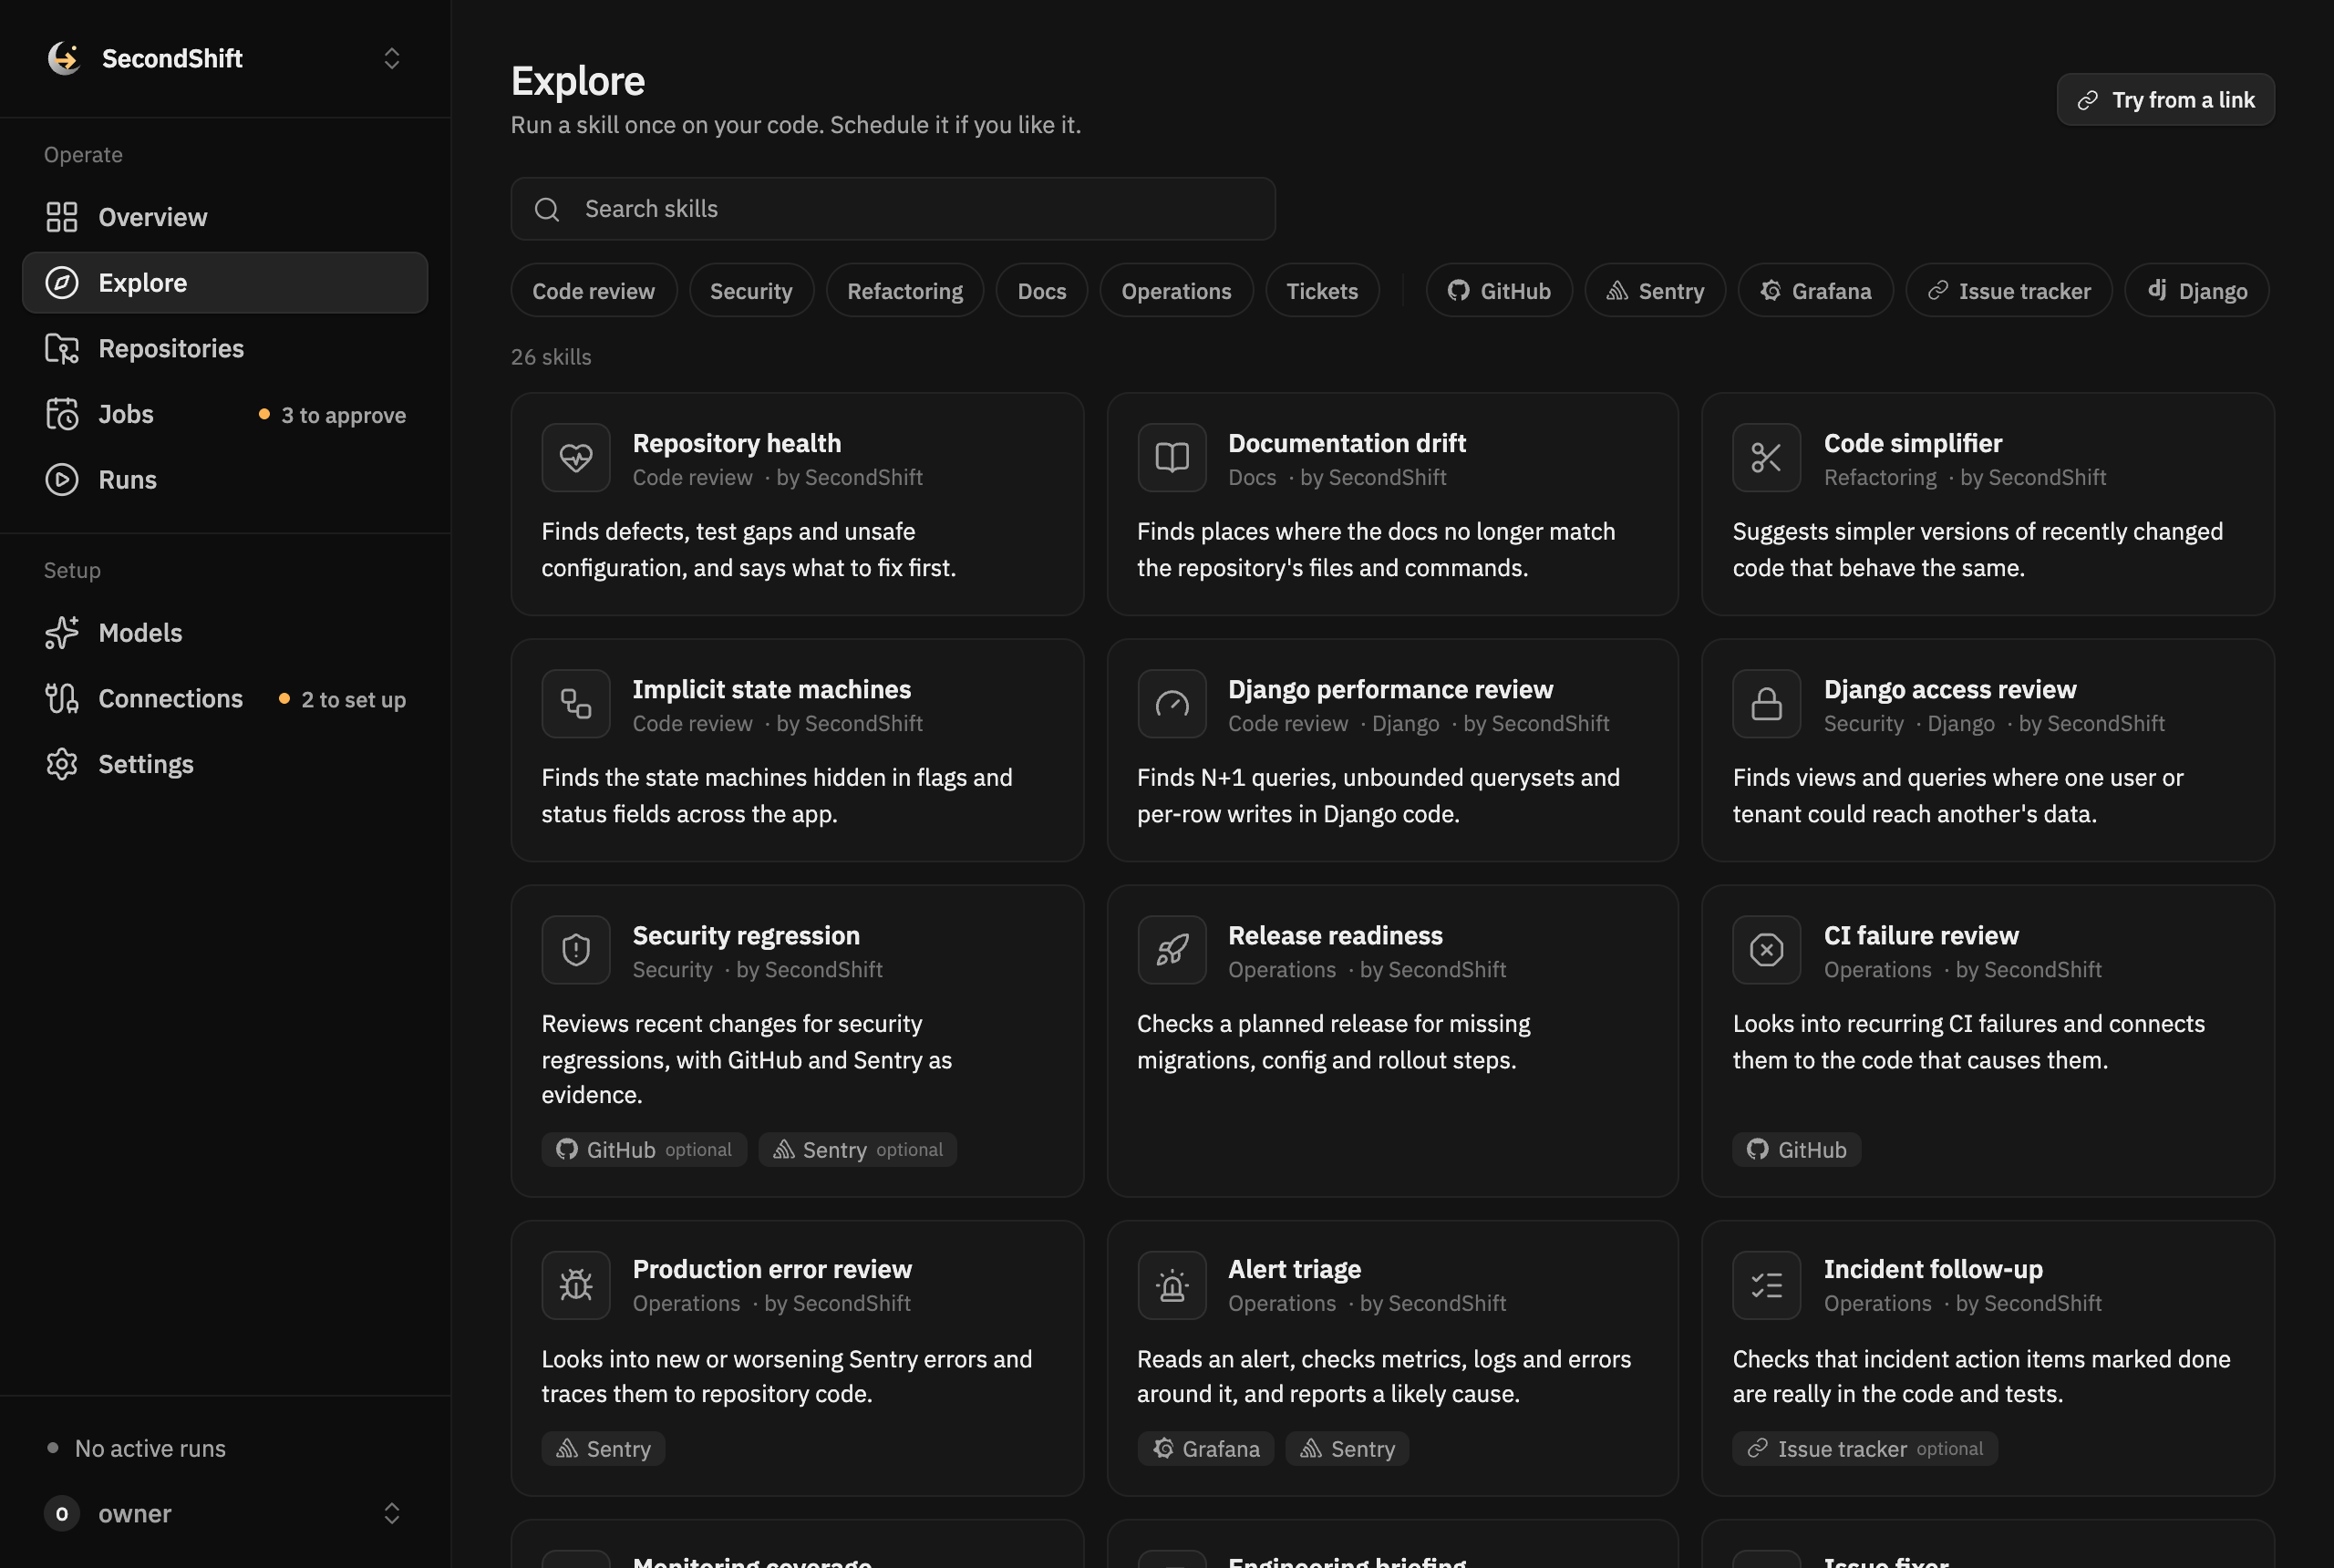 SecondShift
Operate
Overview
Explore
Repositories
Jobs
3 to approve
Runs
Setup
Models
Connections
2 to set up
Settings
No active runs
o
owner
Explore
Run a skill once on your code. Schedule it if you like it.
Try from a link
Search skills
Code review
Security
Refactoring
Docs
Operations
Tickets
GitHub
Sentry
Grafana
Issue tracker
dj Django
26 skills
Repository health
Code review · by SecondShift
Finds defects, test gaps and unsafe
configuration, and says what to fix first.
Documentation drift
Docs · by SecondShift
Finds places where the docs no longer match
the repository's files and commands.
Code simplifier
Refactoring · by SecondShift
Suggests simpler versions of recently changed
code that behave the same.
Implicit state machines
Code review · by SecondShift
Finds the state machines hidden in flags and
status fields across the app.
Django performance review
Code review · Django · by SecondShift
Finds N+1 queries, unbounded querysets and
per-row writes in Django code.
Django access review
Security · Django · by SecondShift
Finds views and queries where one user or
tenant could reach another's data.
Security regression
Security · by SecondShift
Reviews recent changes for security
regressions, with GitHub and Sentry as
evidence.
GitHub optional
Sentry optional
Release readiness
Operations · by SecondShift
Checks a planned release for missing
migrations, config and rollout steps.
CI failure review
Operations · by SecondShift
Looks into recurring CI failures and connects
them to the code that causes them.
GitHub
Production error review
Operations · by SecondShift
Looks into new or worsening Sentry errors and
traces them to repository code.
Sentry
Alert triage
Operations · by SecondShift
Reads an alert, checks metrics, logs and errors
around it, and reports a likely cause.
Grafana
Sentry
Incident follow-up
Operations · by SecondShift
Checks that incident action items marked done
are really in the code and tests.
Issue tracker optional
Monitoring coverage
Engineering briefing
Issue fixer